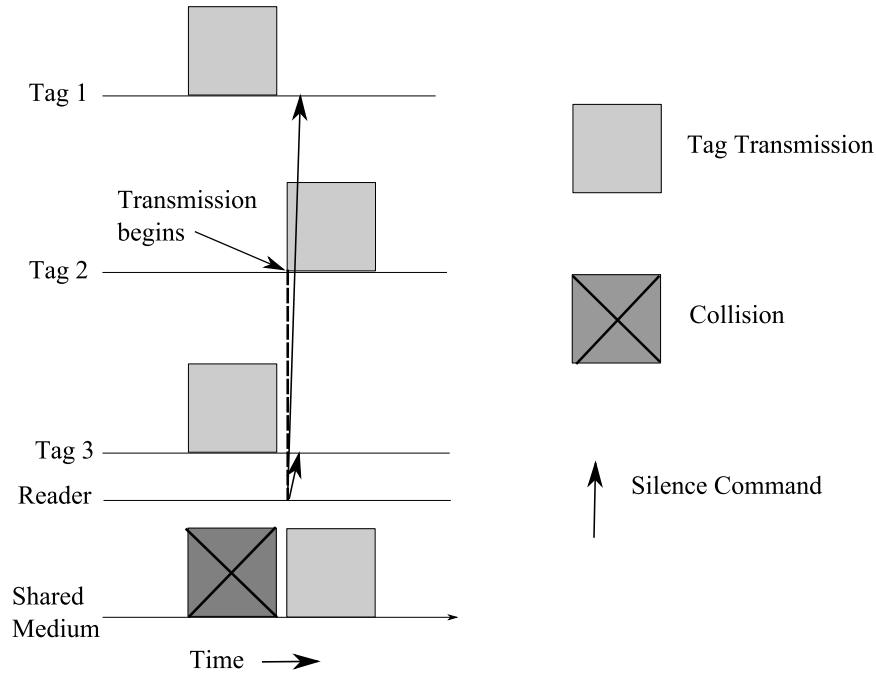 Tag 1
Tag Transmission
Transmission
begins
Tag 2
Collision
Tag 3
Reader
Silence Command
Shared
Medium
Time